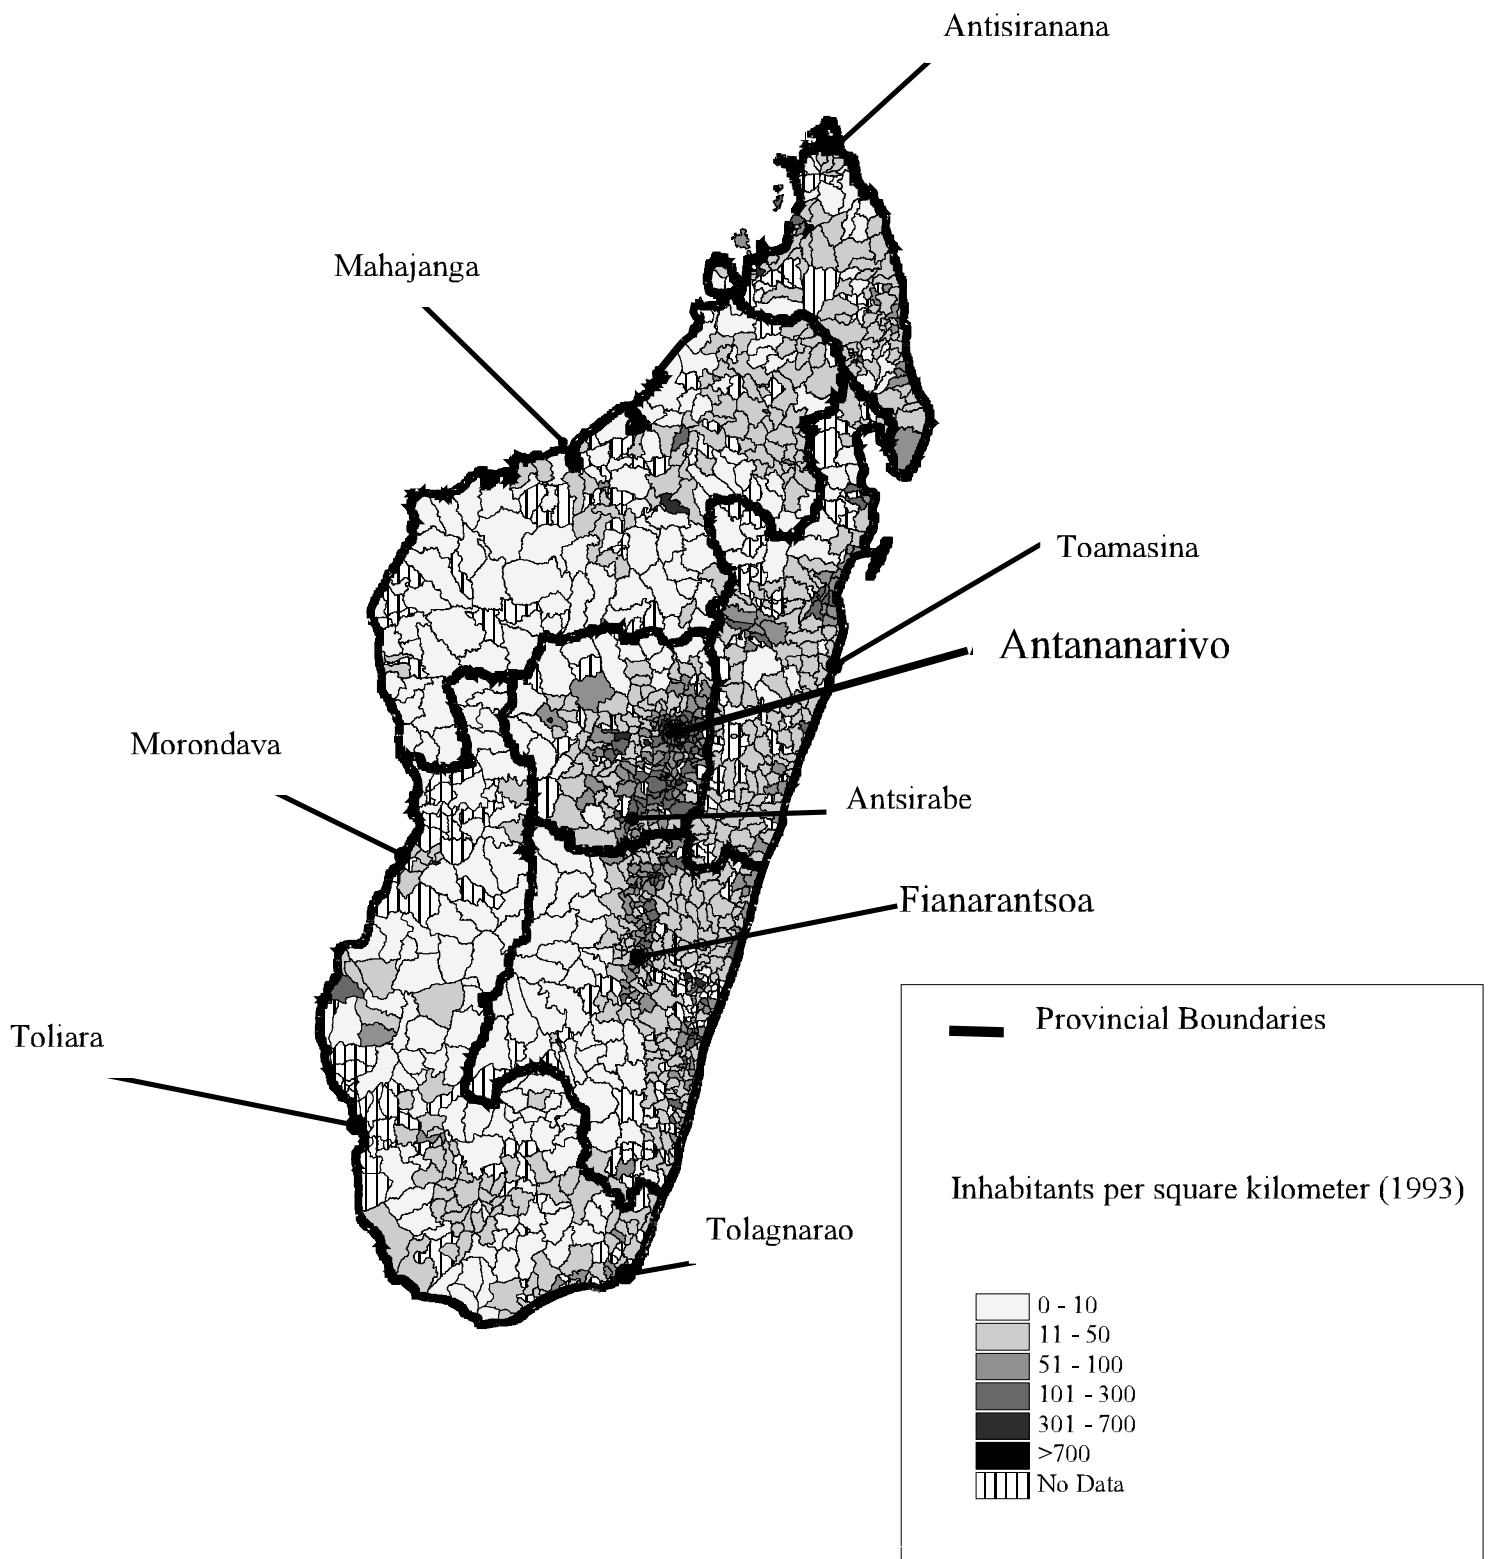 Antisiranana
Mahajanga
Toamasina
Antananarivo
Morondava
Antsirabe
Fianarantsoa
Provincial Boundaries
Toliara
Inhabitants per square kilometer (1993)
Tolagnarao
0 - 10
11 - 50
51 - 100
101 - 300
301 - 700
>700
No Data